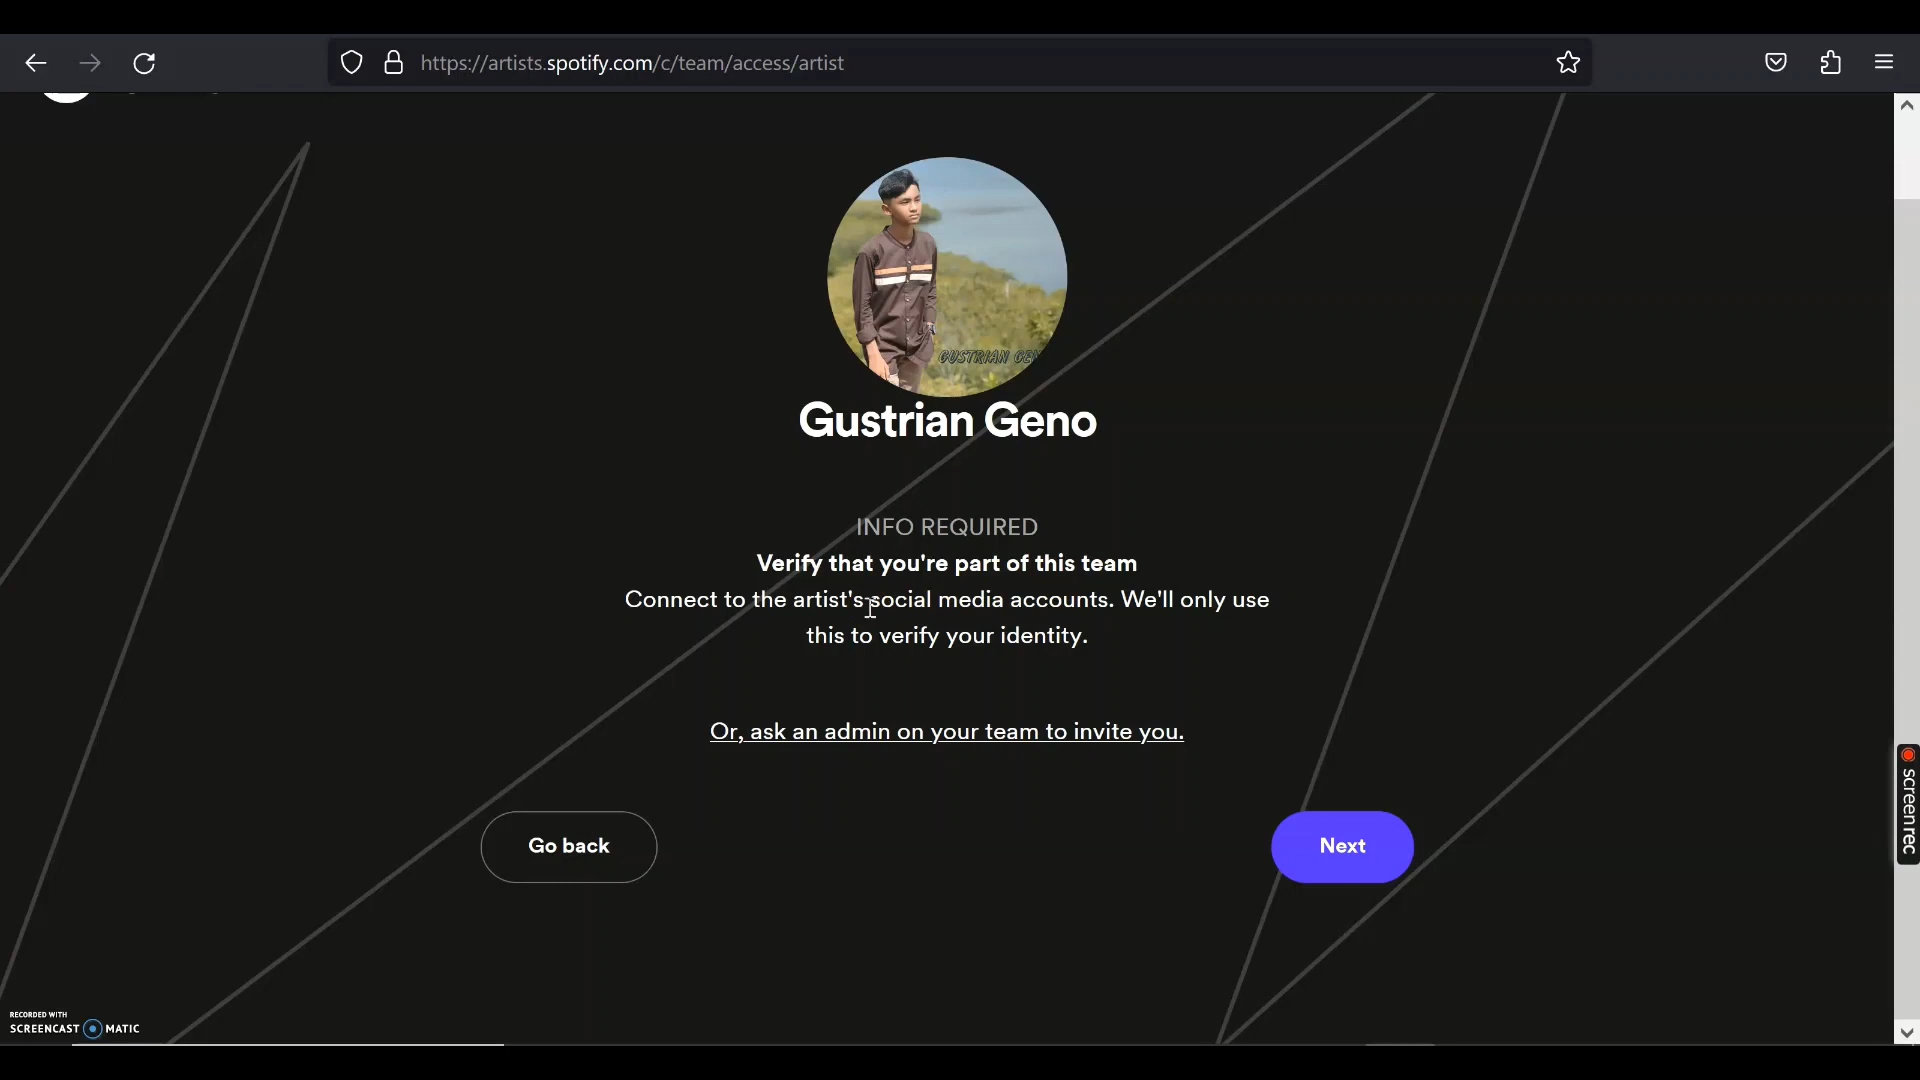 https://artists.spotify.com/c/team/access/artist
GUSTRIAN GEN
Gustrian Geno
INFO REQUIRED
Verify that you're part of this team
Connect to the artist's social media accounts. We'll only use
this to verify your identity.
Or, ask an admin on your team to invite you.
Go back
Next
screenrec
RECORDED WITH
SCREENCAST MATIC